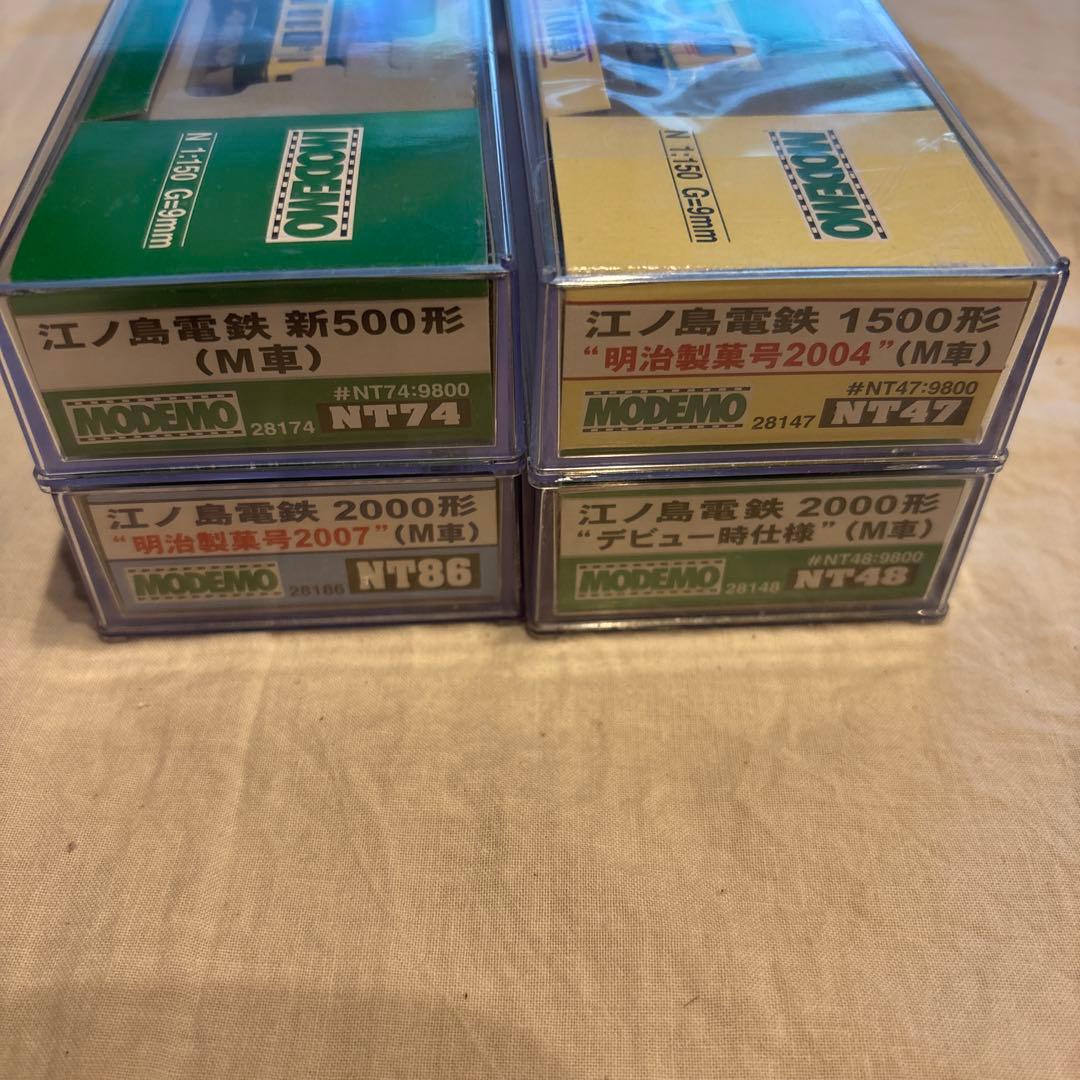 MODEMO
N 1:150 G=9mm
江ノ島電鉄 新500形
(M車)
#NT74:9800
MODEMO 28174 NT74
MODEMO
N 1:150 G=9mm
江ノ島電鉄 1500形
“明治製菓号2004”(M車)
#NT47:9800
MODEMO 28147 NT47
江ノ島電鉄 2000形
“明治製菓号2007”(M車)
MODEMO 28186 NT86
江ノ島電鉄 2000形
“デビュー時仕様”(M車)
#NT48:9800
MODEMO 28148 NT48